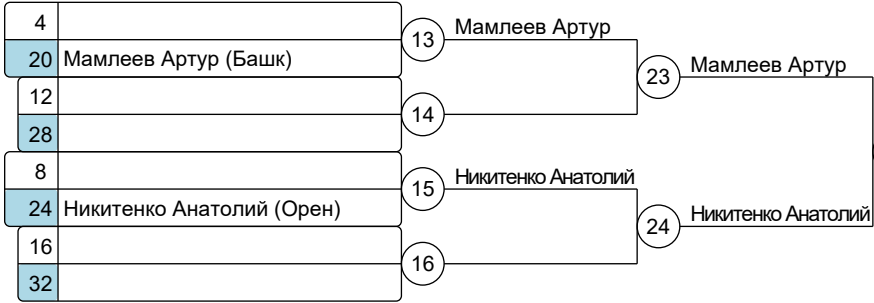 4
20 Мамлеев Артур (Башк)
13 Мамлеев Артур
23 Мамлеев Артур
12
28
14
8
24 Никитенко Анатолий (Орен)
15 Никитенко Анатолий
24 Никитенко Анатолий
16
32
16